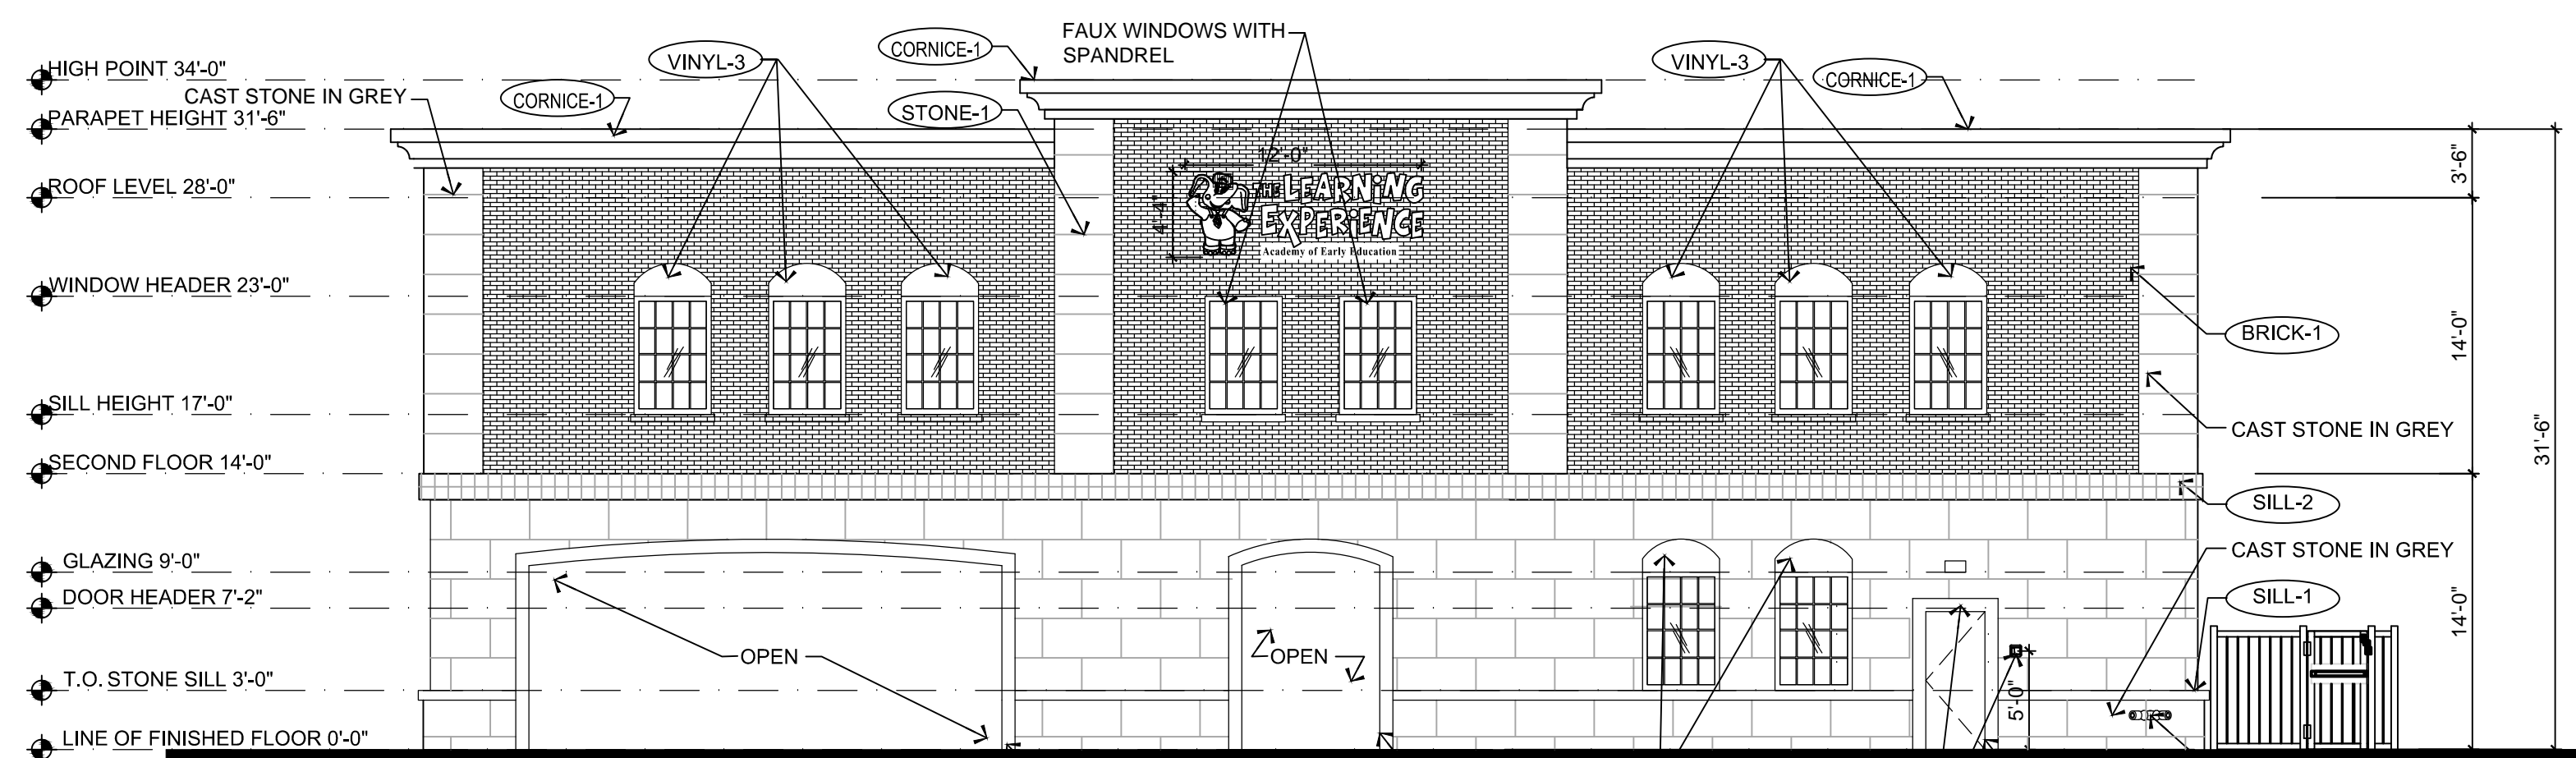 FAUX WINDOWS WITH
SPANDREL
CORNICE-1
VINYL-3
VINYL-3
HIGH POINT 34'-0"
CAST STONE IN GREY
CORNICE-1
STONE-1
CORNICE-1
PARAPET HEIGHT 31'-6"
12'-0"
3'-6"
ROOF LEVEL 28'-0"
4'-4"
THE LEARNING
EXPERIENCE
Academy of Early Education
WINDOW HEADER 23'-0"
BRICK-1
14'-0"
SILL HEIGHT 17'-0"
CAST STONE IN GREY
31'-6"
SECOND FLOOR 14'-0"
SILL-2
GLAZING 9'-0"
CAST STONE IN GREY
DOOR HEADER 7'-2"
SILL-1
14'-0"
OPEN
OPEN
T.O. STONE SILL 3'-0"
5'-0"
LINE OF FINISHED FLOOR 0'-0"